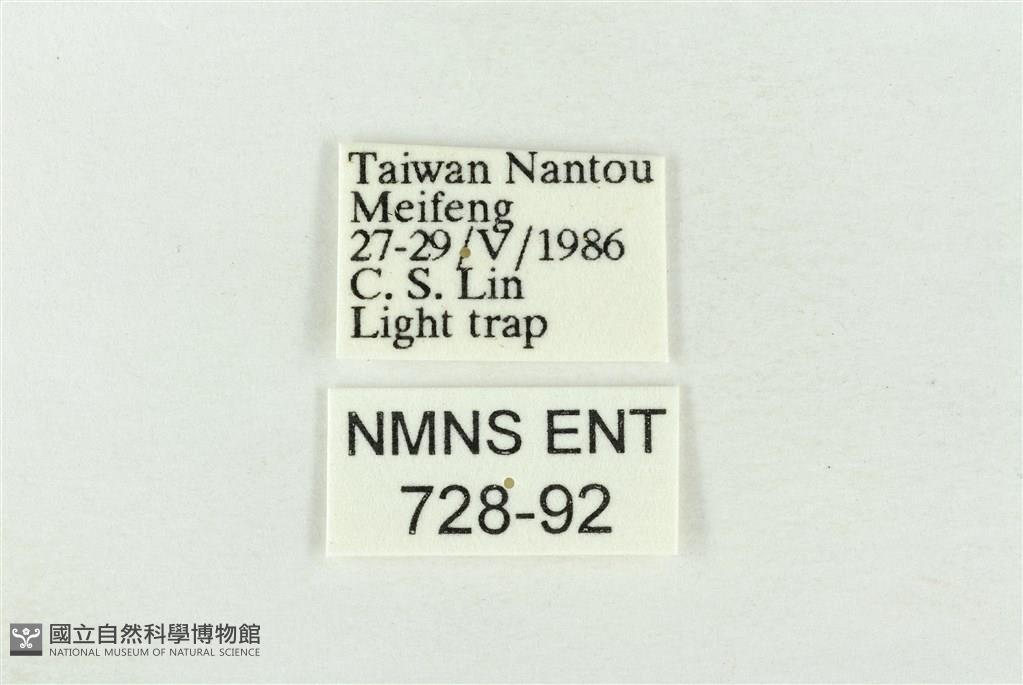 Taiwan Nantou
Meifeng
27-29/V/1986
C. S. Lin
Light trap
NMNS ENT
728-92
國立自然科學博物館
NATIONAL MUSEUM OF NATURAL SCIENCE